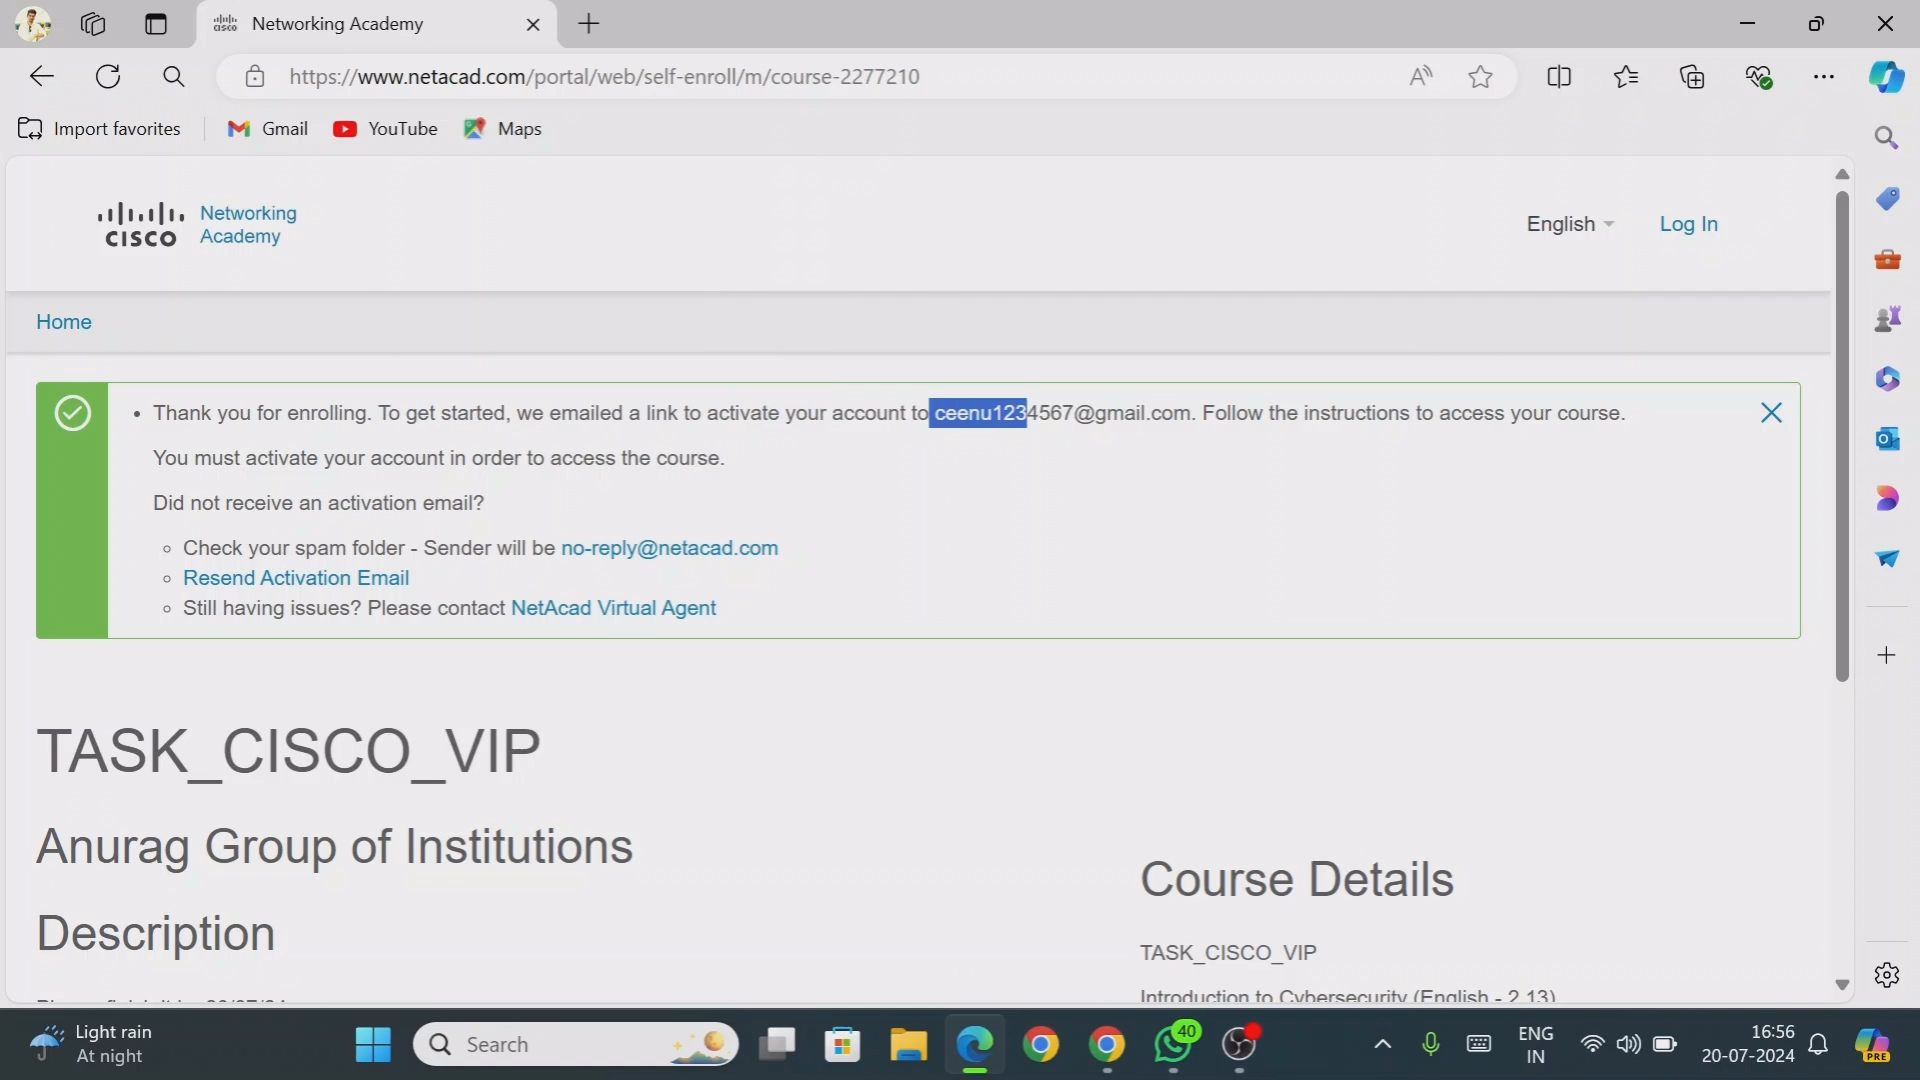 Networking Academy
https://www.netacad.com/portal/web/self-enroll/m/course-2277210
Import favorites
Gmail
YouTube
Maps
CISCO
Networking
Academy
English
Log In
Home
Thank you for enrolling. To get started, we emailed a link to activate your account to ceenu1234567@gmail.com. Follow the instructions to access your course.
You must activate your account in order to access the course.
Did not receive an activation email?
Check your spam folder - Sender will be no-reply@netacad.com
Resend Activation Email
Still having issues? Please contact NetAcad Virtual Agent
TASK_CISCO_VIP
Anurag Group of Institutions
Description
Course Details
TASK_CISCO_VIP
Introduction to Cybersecurity (English - 2.13)
Light rain
At night
Search
40
ENG
IN
16:56
20-07-2024
PRE